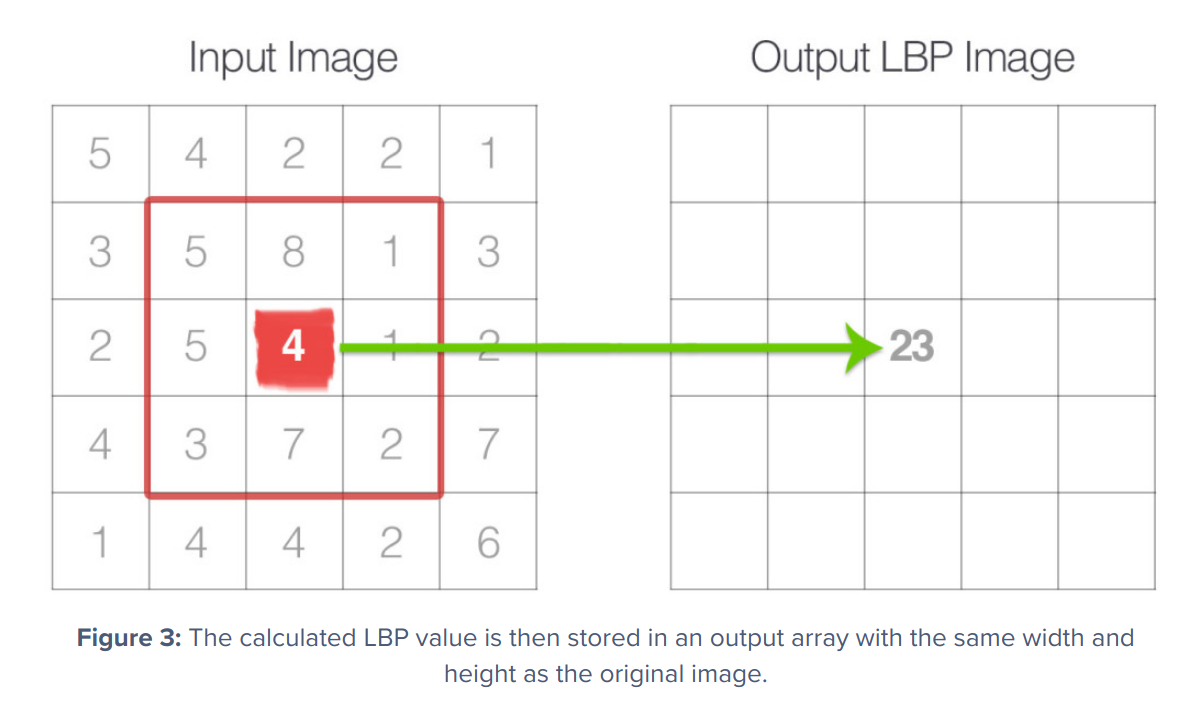 Input Image Output LBP Image
5 4 2 2 1
3 5 8 1 3
2 5 4 1 2 23
4 3 7 2 7
1 4 4 2 6
Figure 3: The calculated LBP value is then stored in an output array with the same width and
height as the original image.